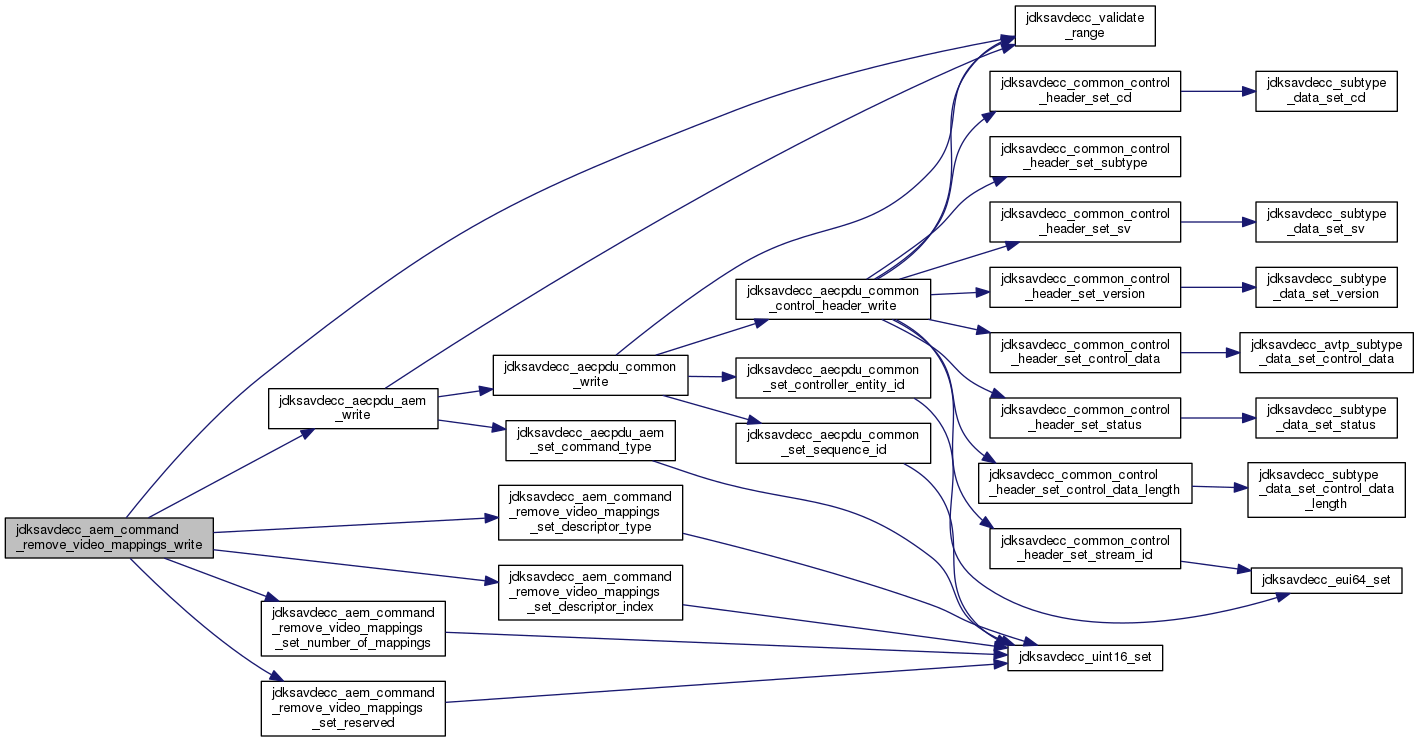 jdksavdecc_aem_command
_remove_video_mappings_write
jdksavdecc_aecpdu_aem
_write
jdksavdecc_aem_command
_remove_video_mappings
_set_number_of_mappings
jdksavdecc_aem_command
_remove_video_mappings
_set_reserved
jdksavdecc_aecpdu_common
_write
jdksavdecc_aecpdu_aem
_set_command_type
jdksavdecc_aem_command
_remove_video_mappings
_set_descriptor_type
jdksavdecc_aem_command
_remove_video_mappings
_set_descriptor_index
jdksavdecc_aecpdu_common
_control_header_write
jdksavdecc_aecpdu_common
_set_controller_entity_id
jdksavdecc_aecpdu_common
_set_sequence_id
jdksavdecc_validate
_range
jdksavdecc_common_control
_header_set_cd
jdksavdecc_common_control
_header_set_subtype
jdksavdecc_common_control
_header_set_sv
jdksavdecc_common_control
_header_set_version
jdksavdecc_common_control
_header_set_control_data
jdksavdecc_common_control
_header_set_status
jdksavdecc_common_control
_header_set_control_data_length
jdksavdecc_common_control
_header_set_stream_id
jdksavdecc_uint16_set
jdksavdecc_subtype
_data_set_cd
jdksavdecc_subtype
_data_set_sv
jdksavdecc_subtype
_data_set_version
jdksavdecc_avtp_subtype
_data_set_control_data
jdksavdecc_subtype
_data_set_status
jdksavdecc_subtype
_data_set_control_data
_length
jdksavdecc_eui64_set